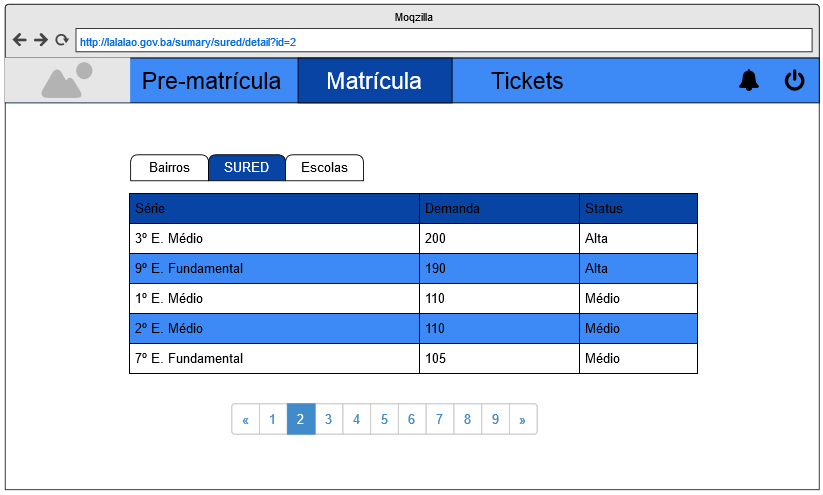 Moqzilla
http://lalalao.gov.ba/sumary/sured/detail?id=2
Pre-matrícula Matrícula Tickets
Bairros SURED Escolas
Série Demanda Status
3º E. Médio 200 Alta
9º E. Fundamental 190 Alta
1º E. Médio 110 Médio
2º E. Médio 110 Médio
7º E. Fundamental 105 Médio
« 1 2 3 4 5 6 7 8 9 »